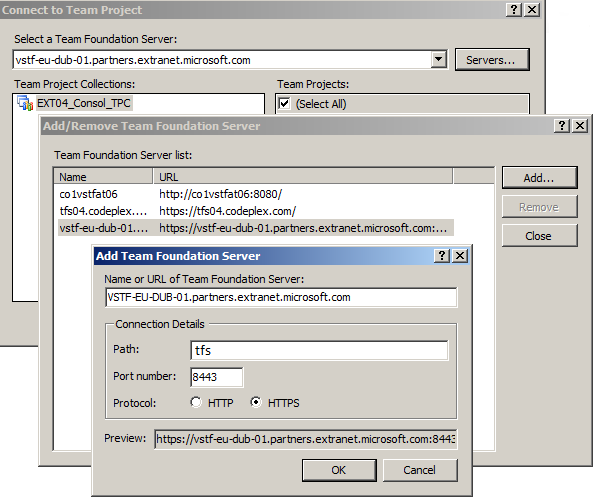 Connect to Team Project
Select a Team Foundation Server:
vstf-eu-dub-01.partners.extranet.microsoft.com
Servers...
Team Project Collections:
Team Projects:
EXT04_Consol_TPC
(Select All)
Add/Remove Team Foundation Server
Team Foundation Server list:
Name URL
co1vstfat06 http://co1vstfat06:8080/
tfs04.codeplex.... https://tfs04.codeplex.com/
vstf-eu-dub-01.... https://vstf-eu-dub-01.partners.extranet.microsoft.com:...
Add...
Remove
Close
Add Team Foundation Server
Name or URL of Team Foundation Server:
VSTF-EU-DUB-01.partners.extranet.microsoft.com
Connection Details
Path: tfs
Port number: 8443
Protocol: HTTP HTTPS
Preview: https://vstf-eu-dub-01.partners.extranet.microsoft.com:8443
OK Cancel